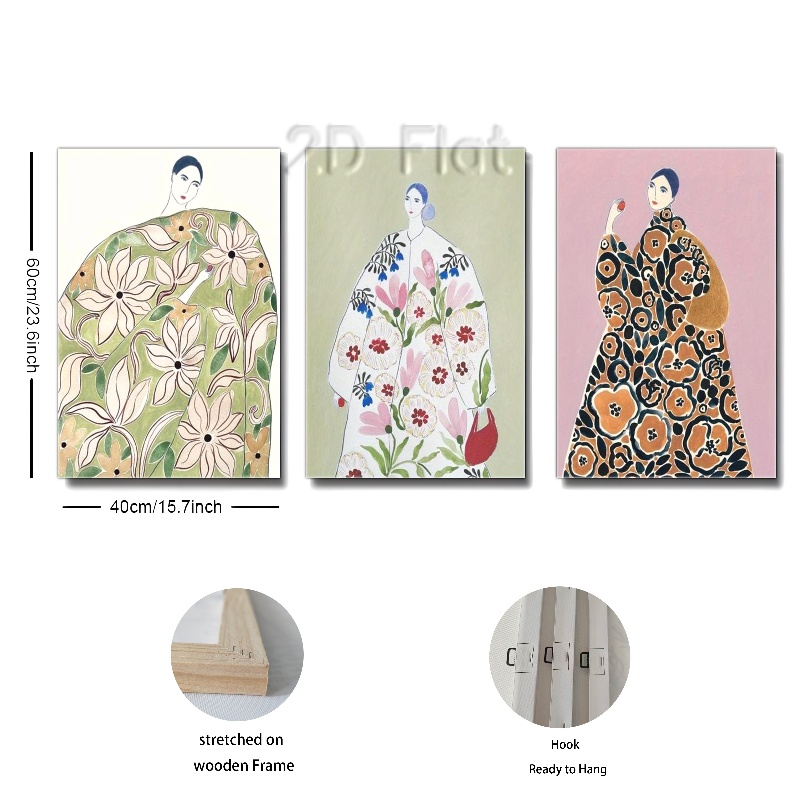 2D Flat
60cm/23.6inch
40cm/15.7inch
stretched on
wooden Frame
Hook
Ready to Hang